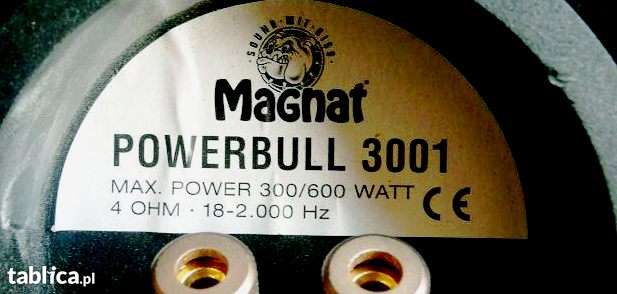 SOUND · MIT · BISS
Magnat
POWERBULL 3001
MAX. POWER 300/600 WATT
4 OHM · 18-2.000 Hz
CE
tablica.pl